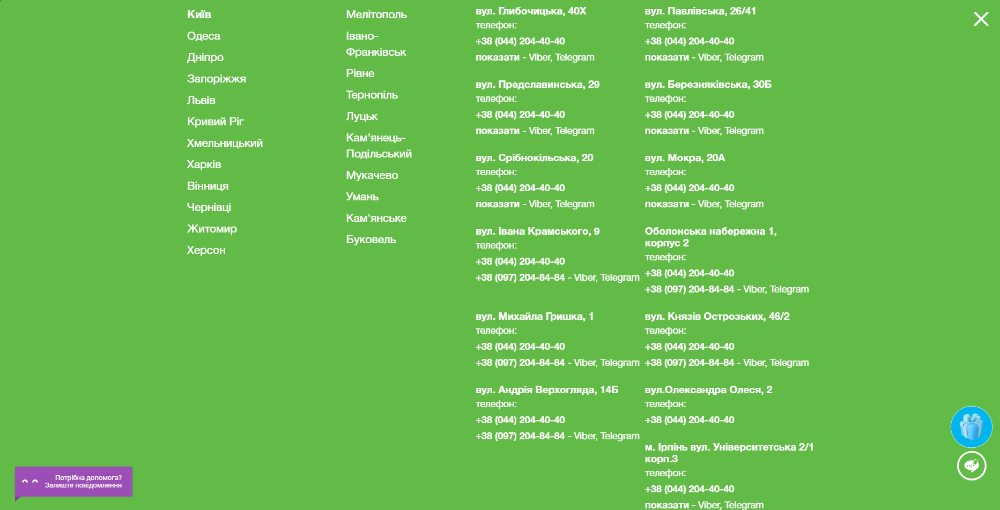 Київ
Одеса
Дніпро
Запоріжжя
Львів
Кривий Ріг
Хмельницький
Харків
Вінниця
Чернівці
Житомир
Херсон
Мелітополь
Івано-
Франківськ
Рівне
Тернопіль
Луцьк
Кам'янець-
Подільський
Мукачево
Умань
Кам'янське
Буковель
вул. Глибочицька, 40Х
телефон:
+38 (044) 204-40-40
показати - Viber, Telegram
вул. Предславинська, 29
телефон:
+38 (044) 204-40-40
показати - Viber, Telegram
вул. Срібнокільська, 20
телефон:
+38 (044) 204-40-40
показати - Viber, Telegram
вул. Івана Крамського, 9
телефон:
+38 (044) 204-40-40
+38 (097) 204-84-84 - Viber, Telegram
вул. Михайла Гришка, 1
телефон:
+38 (044) 204-40-40
+38 (097) 204-84-84 - Viber, Telegram
вул. Андрія Верхогляда, 14Б
телефон:
+38 (044) 204-40-40
+38 (097) 204-84-84 - Viber, Telegram
вул. Павлівська, 26/41
телефон:
+38 (044) 204-40-40
показати - Viber, Telegram
вул. Березняківська, 30Б
телефон:
+38 (044) 204-40-40
показати - Viber, Telegram
вул. Мокра, 20А
телефон:
+38 (044) 204-40-40
показати - Viber, Telegram
Оболонська набережна 1,
корпус 2
телефон:
+38 (044) 204-40-40
+38 (097) 204-84-84 - Viber, Telegram
вул. Князів Острозьких, 46/2
телефон:
+38 (044) 204-40-40
+38 (097) 204-84-84 - Viber, Telegram
вул.Олександра Олеся, 2
телефон:
+38 (044) 204-40-40
м. Ірпінь вул. Університетська 2/1
корп.3
телефон:
+38 (044) 204-40-40
показати - Viber, Telegram
Потрібна допомога?
Залиште повідомлення